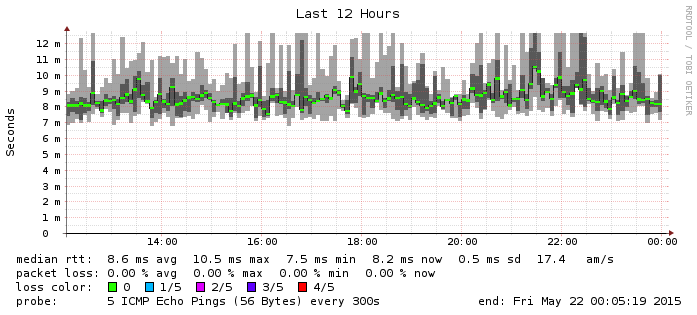 Last 12 Hours
RRDTOOL / TOBI OETIKER
Seconds
12 m
11 m
10 m
9 m
8 m
7 m
6 m
5 m
4 m
3 m
2 m
1 m
0
14:00 16:00 18:00 20:00 22:00 00:00
median rtt: 8.6 ms avg 10.5 ms max 7.5 ms min 8.2 ms now 0.5 ms sd 17.4 am/s
packet loss: 0.00 % avg 0.00 % max 0.00 % min 0.00 % now
loss color: 0 1/5 2/5 3/5 4/5
probe: 5 ICMP Echo Pings (56 Bytes) every 300s end: Fri May 22 00:05:19 2015